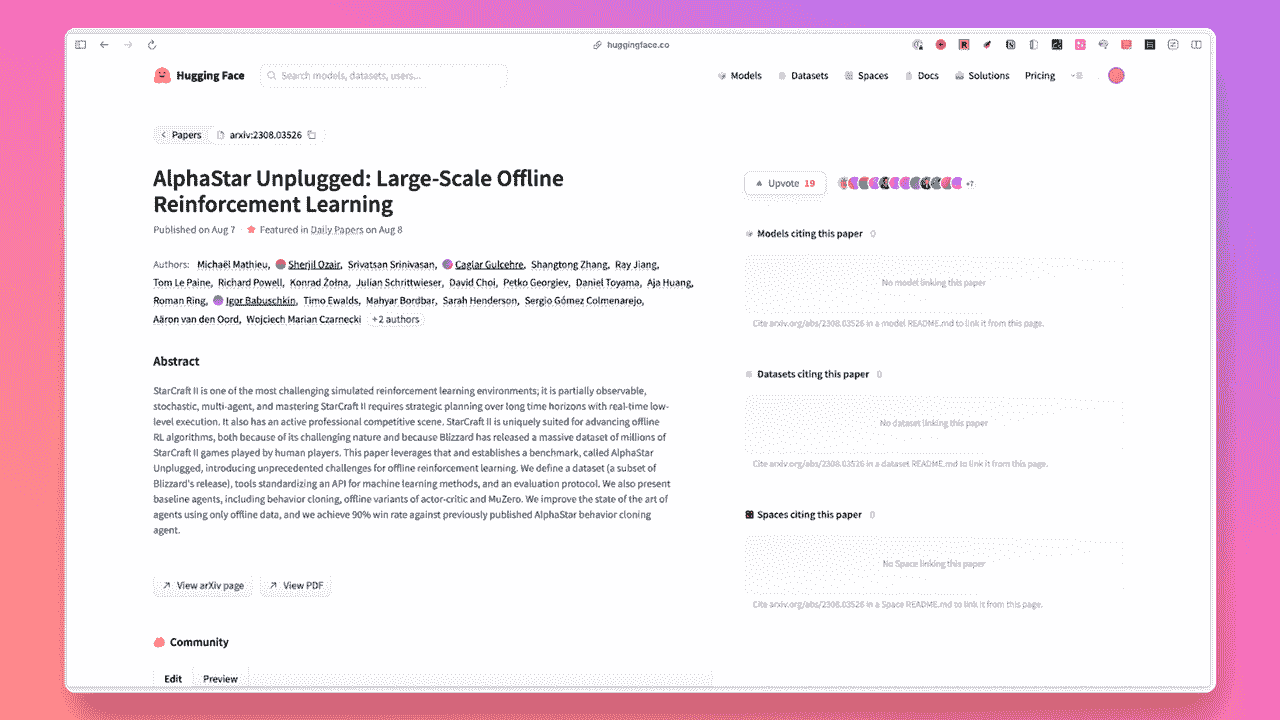 huggingface.co
Hugging Face
Search models, datasets, users...
Models
Datasets
Spaces
Docs
Solutions
Pricing
Papers
arxiv:2308.03526
AlphaStar Unplugged: Large-Scale Offline
Reinforcement Learning
Published on Aug 7
Featured in Daily Papers on Aug 8
Authors: Michaël Mathieu, Sherjil Ozair, Srivatsan Srinivasan, Caglar Gulcehre, Shangtong Zhang, Ray Jiang,
Tom Le Paine, Richard Powell, Konrad Żołna, Julian Schrittwieser, David Choi, Petko Georgiev, Daniel Toyama, Aja Huang,
Roman Ring, Igor Babuschkin, Timo Ewalds, Mahyar Bordbar, Sarah Henderson, Sergio Gómez Colmenarejo,
Aäron van den Oord, Wojciech Marian Czarnecki +2 authors
Abstract
StarCraft II is one of the most challenging simulated reinforcement learning environments; it is partially observable,
stochastic, multi-agent, and mastering StarCraft II requires strategic planning over long time horizons with real-time low-
level execution. It also has an active professional competitive scene. StarCraft II is uniquely suited for advancing offline
RL algorithms, both because of its challenging nature and because Blizzard has released a massive dataset of millions of
StarCraft II games played by human players. This paper leverages that and establishes a benchmark, called AlphaStar
Unplugged, introducing unprecedented challenges for offline reinforcement learning. We define a dataset (a subset of
Blizzard's release), tools standardizing an API for machine learning methods, and an evaluation protocol. We also present
baseline agents, including behavior cloning, offline variants of actor-critic and MuZero. We improve the state of the art of
agents using only offline data, and we achieve 90% win rate against previously published AlphaStar behavior cloning
agent.
View arXiv page
View PDF
Community
Edit
Preview
Upvote 19
+7
Models citing this paper 0
No model linking this paper
Cite arxiv.org/abs/2308.03526 in a model README.md to link it from this page.
Datasets citing this paper 0
No dataset linking this paper
Cite arxiv.org/abs/2308.03526 in a dataset README.md to link it from this page.
Spaces citing this paper 0
No Space linking this paper
Cite arxiv.org/abs/2308.03526 in a Space README.md to link it from this page.